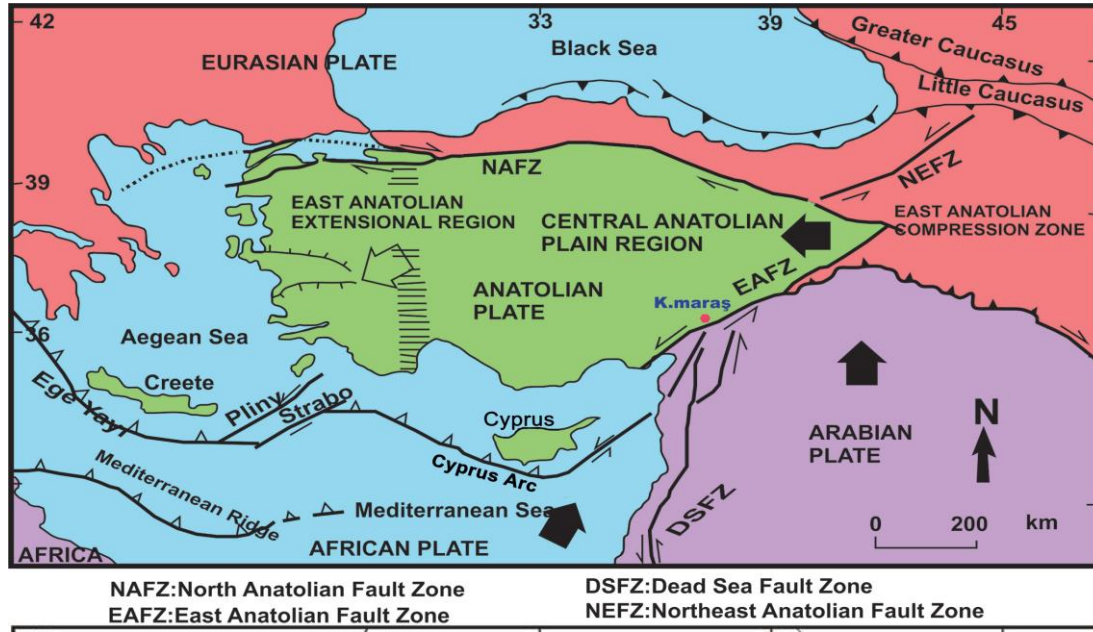 42
33
39
45
Black Sea
Greater Caucasus
EURASIAN PLATE
Little Caucasus
39
NAFZ
NEFZ
EAST ANATOLIAN
EXTENSIONAL REGION
CENTRAL ANATOLIAN
PLAIN REGION
EAST ANATOLIAN
COMPRESSION ZONE
EAFZ
ANATOLIAN
PLATE
K.maraş
36
Aegean Sea
Creete
Ege Yayı
Pliny
Strabo
Cyprus
Cyprus Arc
N
ARABIAN
PLATE
Mediterranean Ridge
Mediterranean Sea
DSFZ
0 200 km
AFRICA
AFRICAN PLATE
NAFZ:North Anatolian Fault Zone
DSFZ:Dead Sea Fault Zone
EAFZ:East Anatolian Fault Zone
NEFZ:Northeast Anatolian Fault Zone